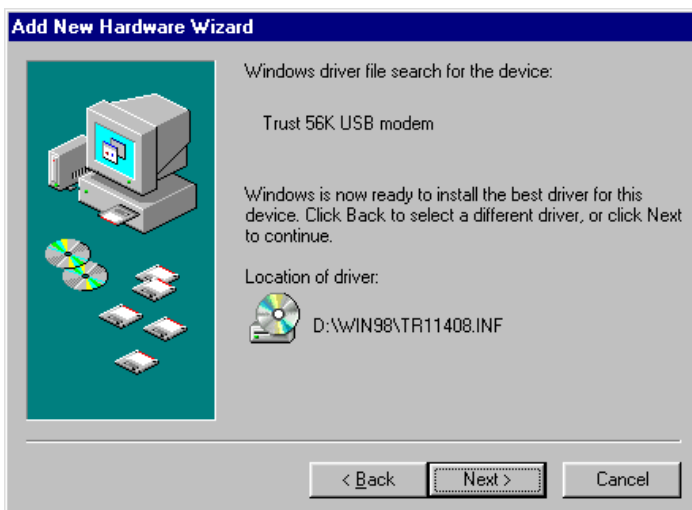 Add New Hardware Wizard
Windows driver file search for the device:
Trust 56K USB modem
Windows is now ready to install the best driver for this
device. Click Back to select a different driver, or click Next
to continue.
Location of driver:
D:\WIN98\TR11408.INF
< Back
Next >
Cancel